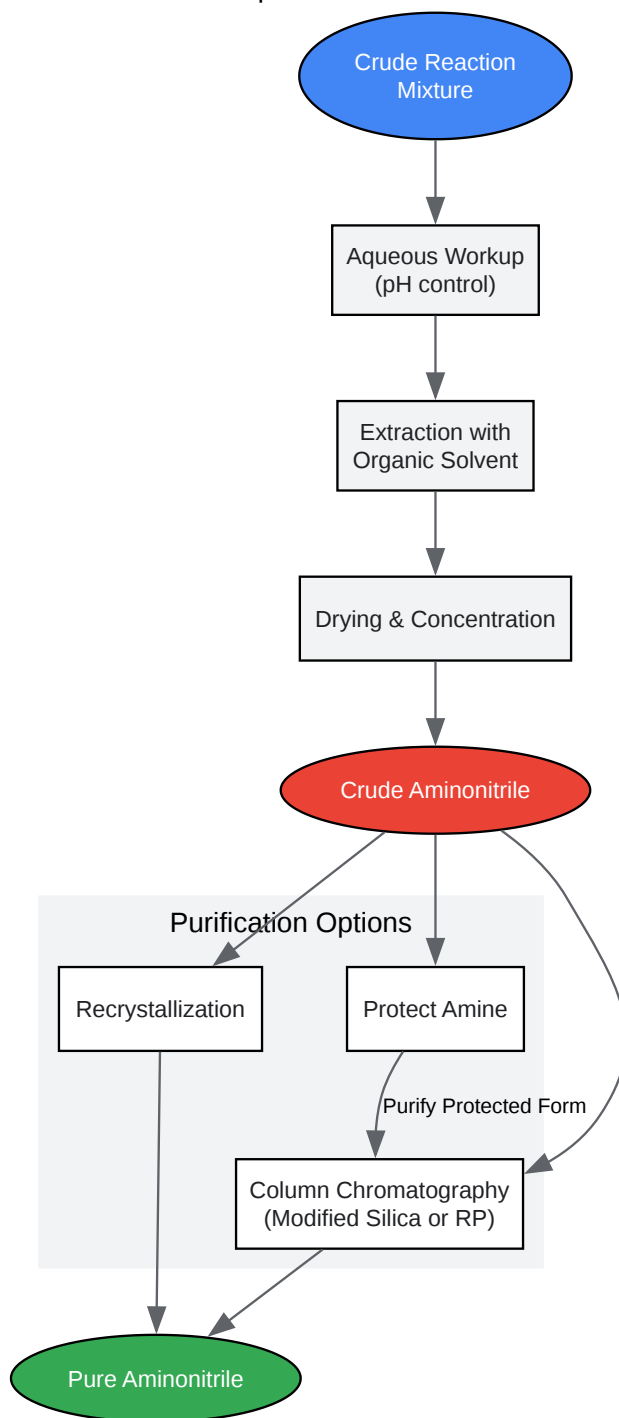 Crude Reaction
Mixture
Aqueous Workup
(pH control)
Extraction with
Organic Solvent
Drying & Concentration
Crude Aminonitrile
Purification Options
Recrystallization
Protect Amine
Purify Protected Form
Column Chromatography
(Modified Silica or RP)
Pure Aminonitrile